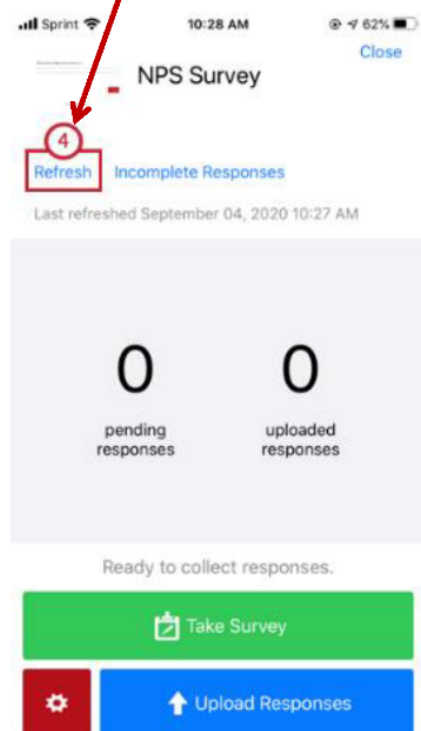 Sprint 10:28 AM 62%
Close
NPS Survey
4
Refresh Incomplete Responses
Last refreshed September 04, 2020 10:27 AM
0 0
pending uploaded
responses responses
Ready to collect responses.
Take Survey
Upload Responses